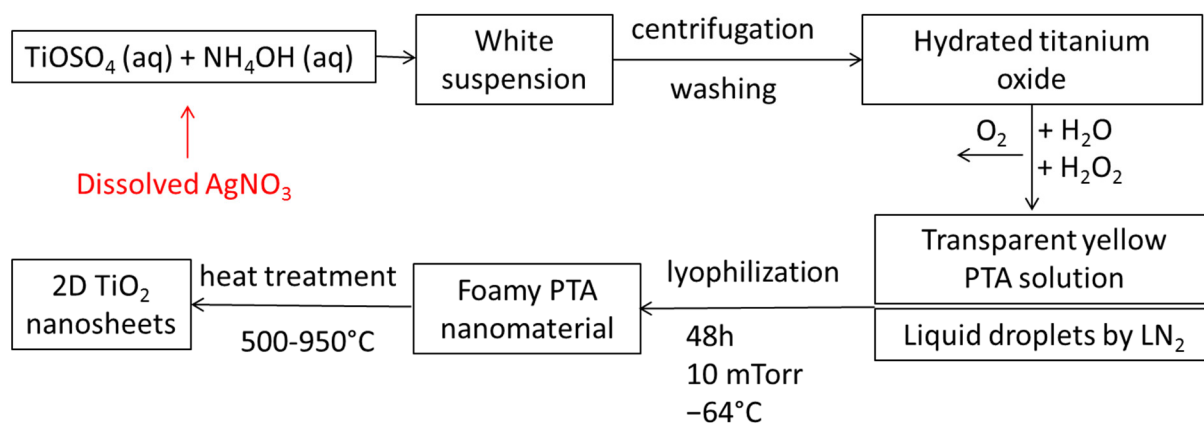 TiOSO₄ (aq) + NH₄OH (aq)
Dissolved AgNO₃
White
suspension
centrifugation
washing
Hydrated titanium
oxide
O₂
+ H₂O
+ H₂O₂
Transparent yellow
PTA solution
Liquid droplets by LN₂
lyophilization
48h
10 mTorr
−64°C
Foamy PTA
nanomaterial
heat treatment
500-950°C
2D TiO₂
nanosheets